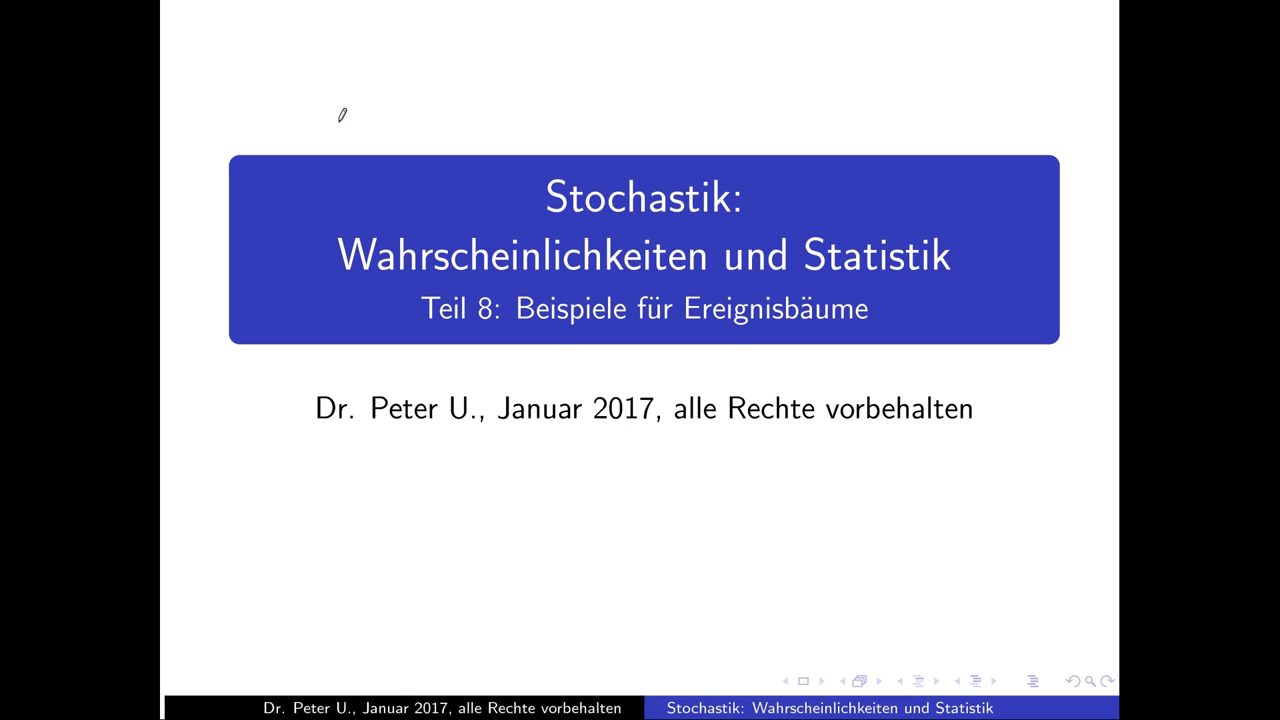 Stochastik:
Wahrscheinlichkeiten und Statistik
Teil 8: Beispiele für Ereignisbäume
Dr. Peter U., Januar 2017, alle Rechte vorbehalten
Dr. Peter U., Januar 2017, alle Rechte vorbehalten
Stochastik: Wahrscheinlichkeiten und Statistik